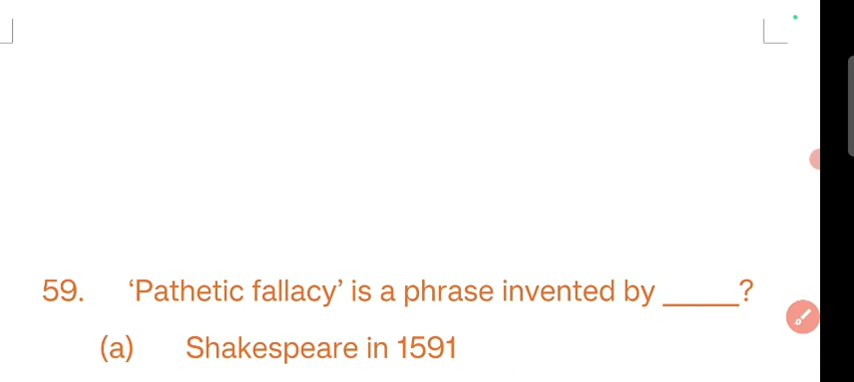 59. ‘Pathetic fallacy’ is a phrase invented by _____?
(a) Shakespeare in 1591